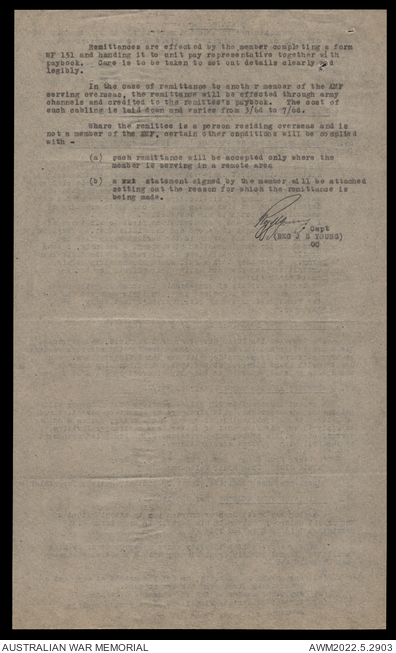 Remittances are effected by the member completing a form
WF 151 and handing it to unit pay representative together with
paybook. Care is to be taken to set out details clearly and
legibly.
In the case of remittance to anothr member of the AMF
serving overseas, the remittance will be effected through army
channels and credited to the remittee's paybook. The cost of
such cabling is laid down and varies from 3/6d to 7/6d.
Where the remittee is a person residing overseas and is
not a member of the AMF, certain other conditions will be complied
with -
(a) such remittance will be accepted only where the
member is serving in a remote area
(b) a xxt statement signed by the member will be attached
setting out the reason for which the remittance is
being made.
Capt
(REG J E YOUNG)
OC
AUSTRALIAN WAR MEMORIAL
AWM2022.5.2903